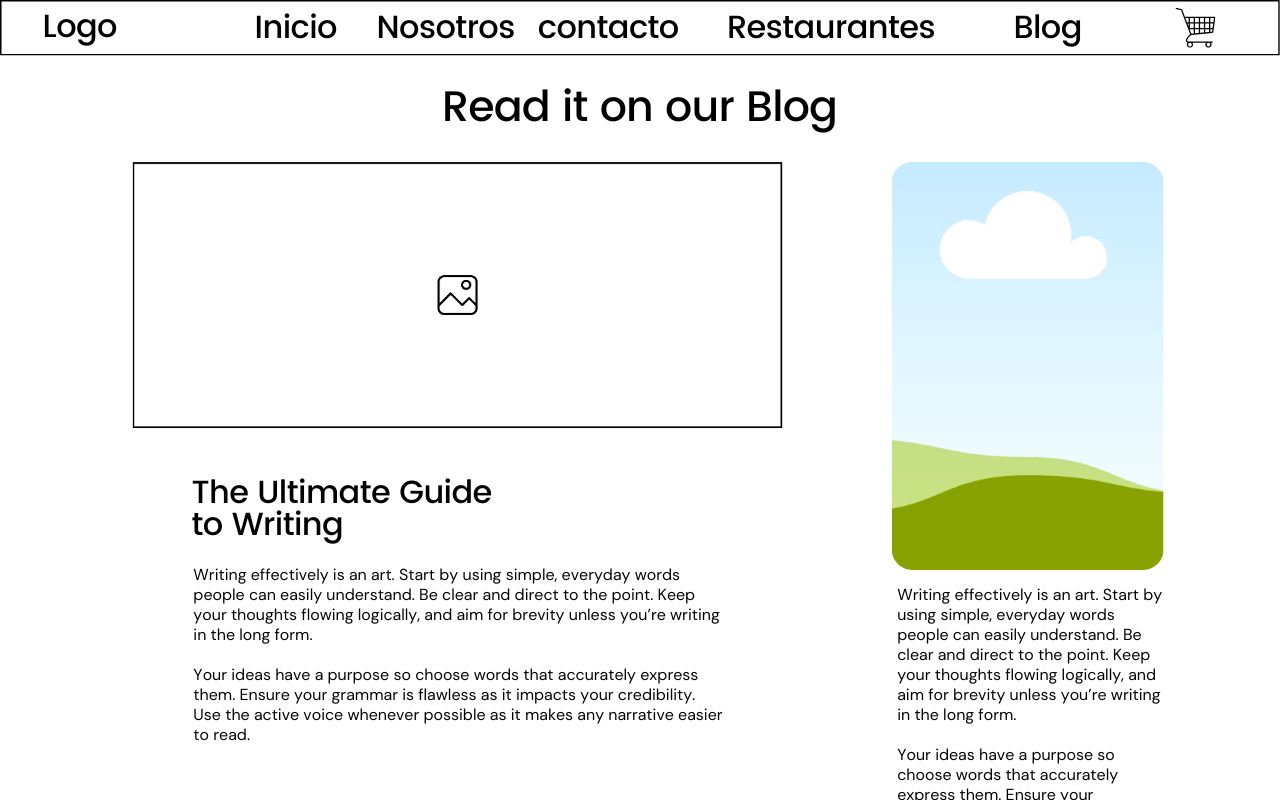 Logo Inicio Nosotros contacto Restaurantes Blog
Read it on our Blog
The Ultimate Guide
to Writing
Writing effectively is an art. Start by using simple, everyday words
people can easily understand. Be clear and direct to the point. Keep
your thoughts flowing logically, and aim for brevity unless you’re writing
in the long form.
Your ideas have a purpose so choose words that accurately express
them. Ensure your grammar is flawless as it impacts your credibility.
Use the active voice whenever possible as it makes any narrative easier
to read.
Writing effectively is an art. Start by
using simple, everyday words
people can easily understand. Be
clear and direct to the point. Keep
your thoughts flowing logically, and
aim for brevity unless you’re writing
in the long form.
Your ideas have a purpose so
choose words that accurately
express them. Ensure your